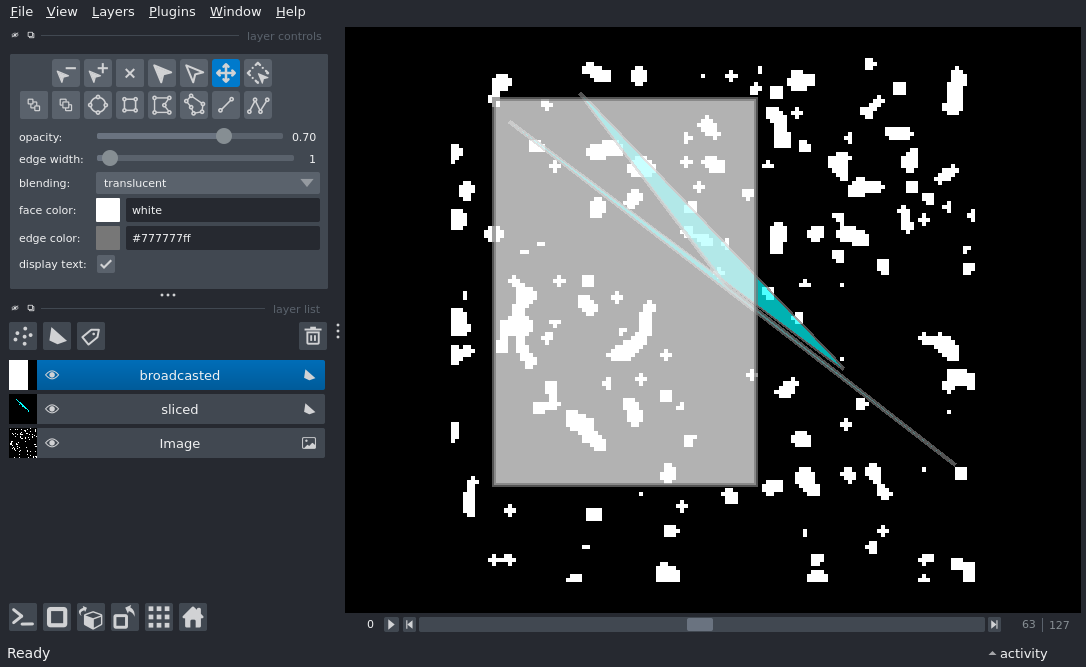 File View Layers Plugins Window Help
layer controls
opacity: 0.70
edge width: 1
blending: translucent
face color: white
edge color: #777777ff
display text:
layer list
broadcasted
sliced
Image
0 63 127
Ready activity